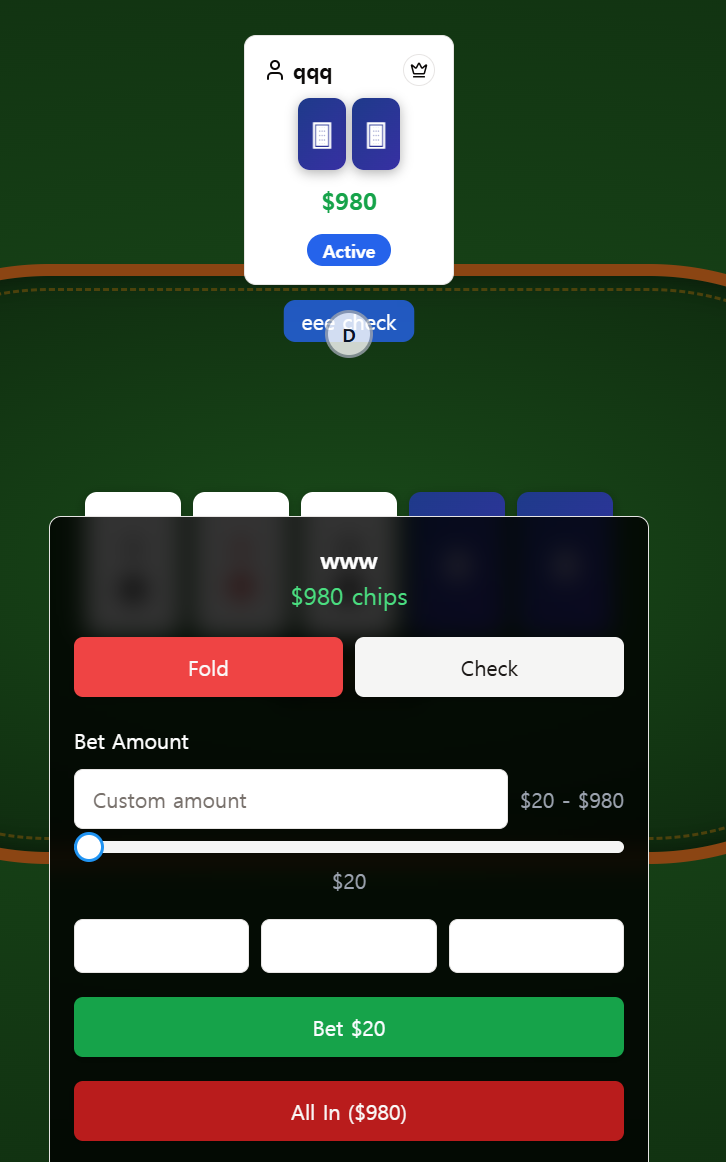 qqq
$980
Active
eee check
D
www
$980 chips
Fold
Check
Bet Amount
Custom amount
$20 - $980
$20
Bet $20
All In ($980)